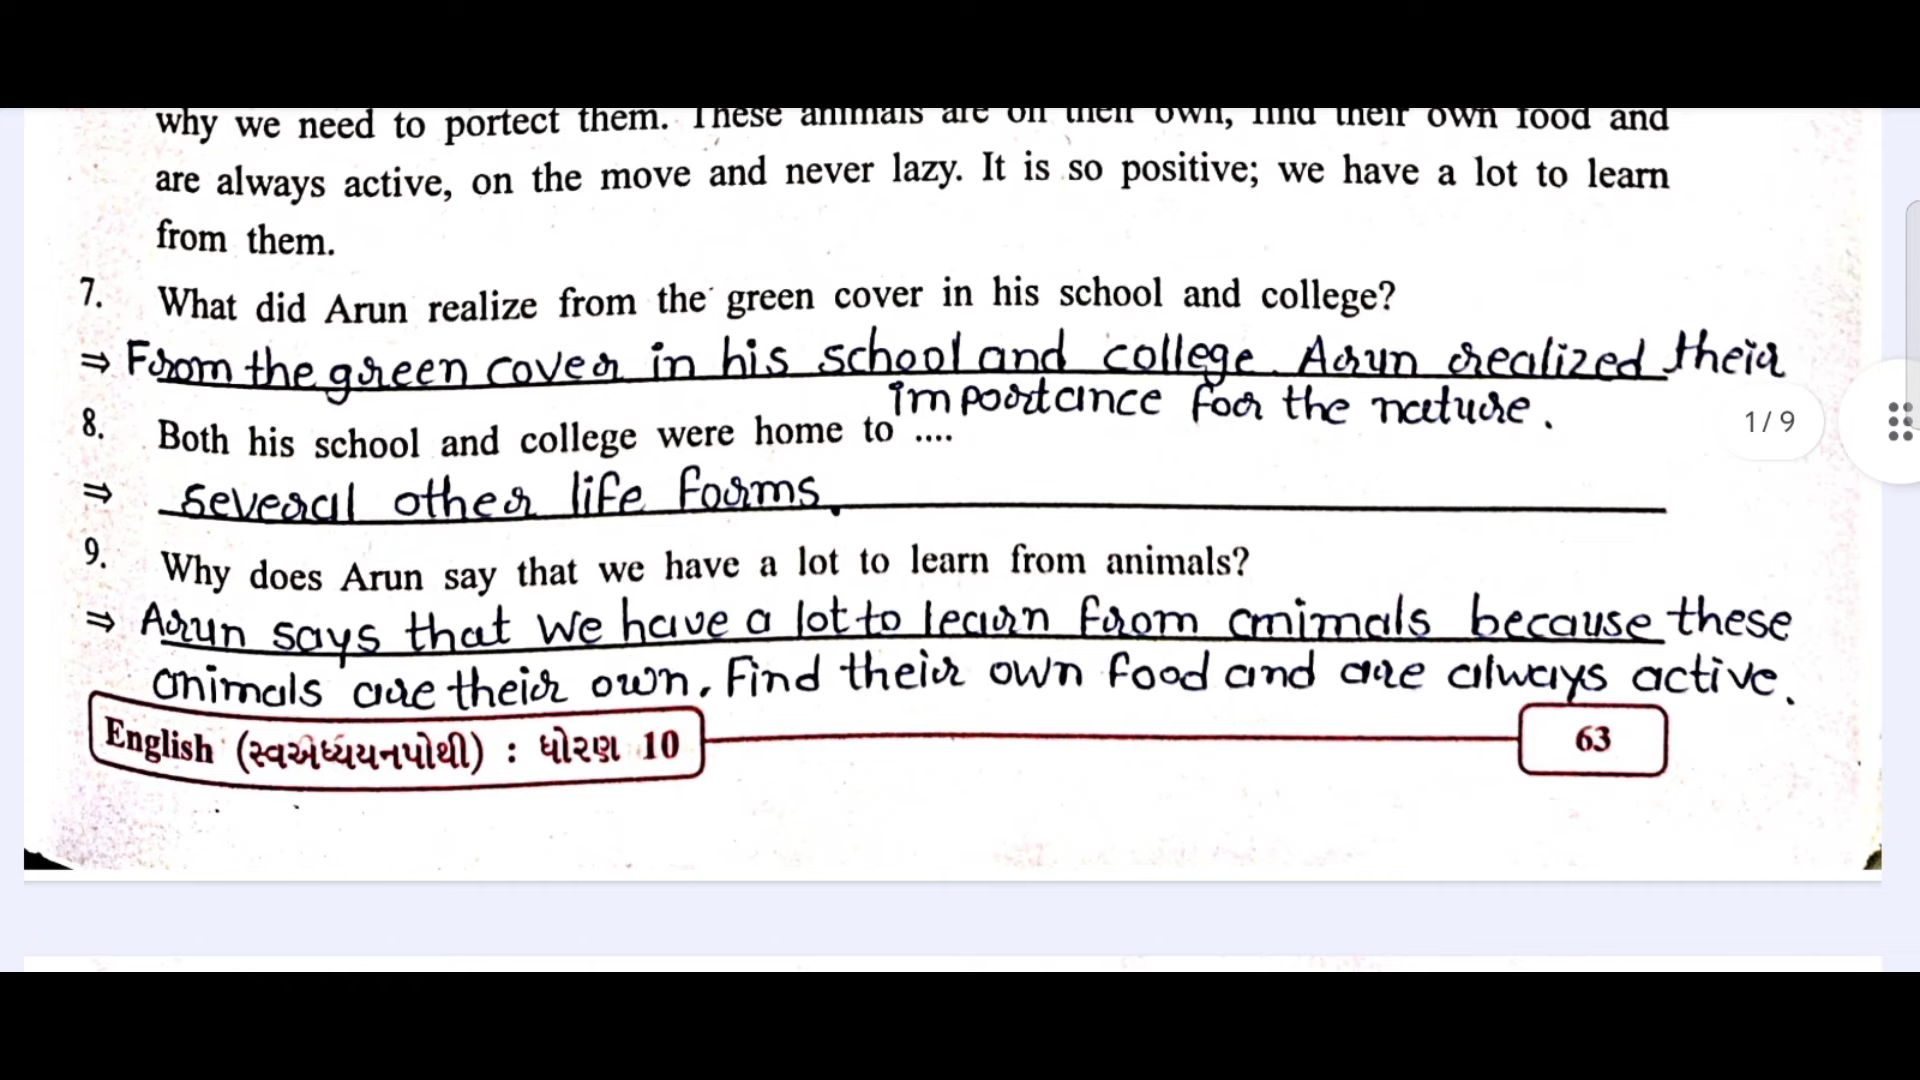 why we need to portect them. These animals are on their own, find their own food and
are always active, on the move and never lazy. It is so positive; we have a lot to learn
from them.
7. What did Arun realize from the green cover in his school and college?
⇒ From the green cover in his school and college. Arun realized their
importance for the nature.
8. Both his school and college were home to ....
⇒ several other life forms.
9. Why does Arun say that we have a lot to learn from animals?
⇒ Arun says that we have a lot to learn from animals because these
animals are their own. Find their own food and are always active.
English (સ્વઅધ્યયનપોથી) : ધોરણ 10
63
1 / 9